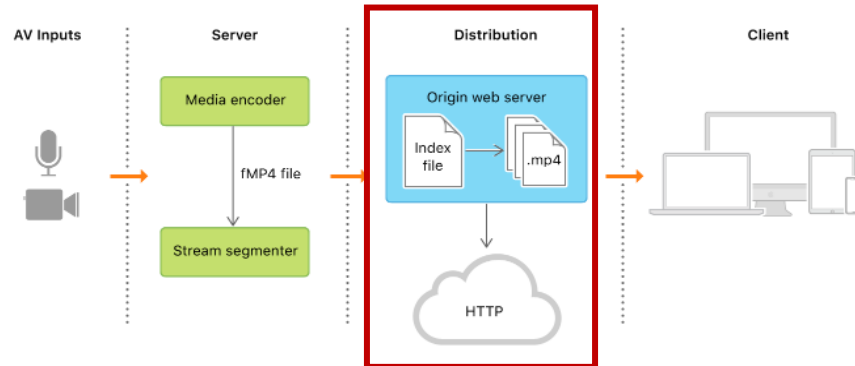 AV Inputs
Server
Distribution
Client
Media encoder
fMP4 file
Stream segmenter
Origin web server
Index
file
.mp4
HTTP